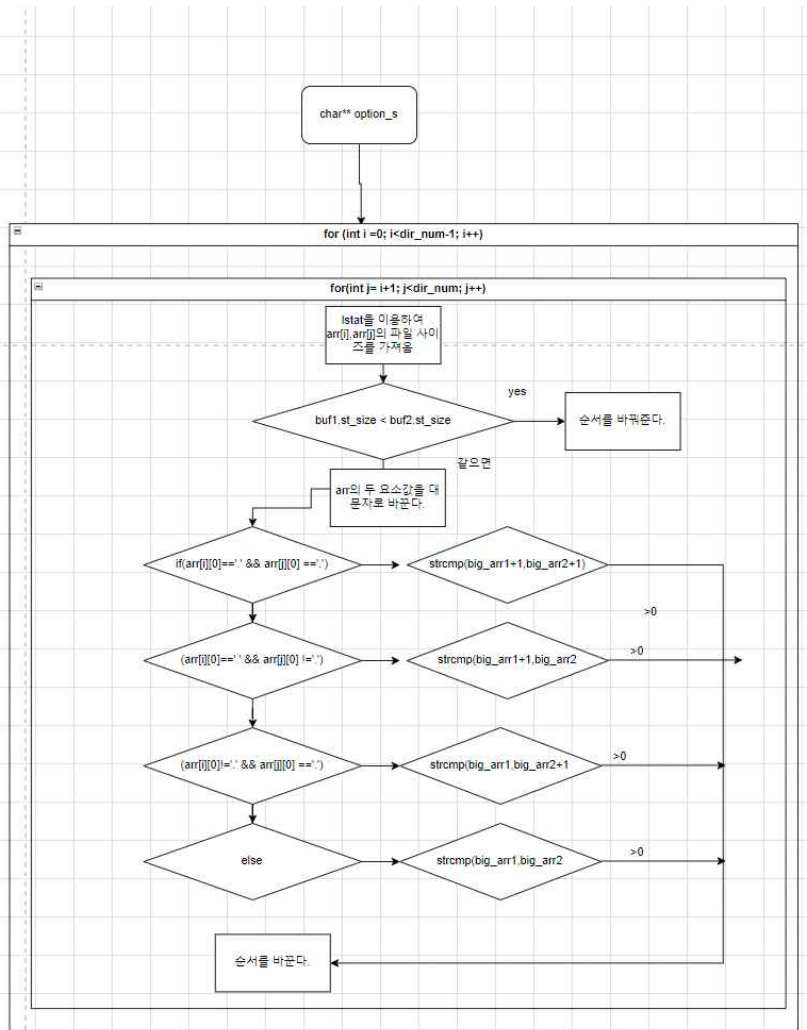 char** option_s
for (int i =0; i<dir_num-1; i++)
for(int j= i+1; j<dir_num; j++)
lstat을 이용하여
arr[i],arr[j]의 파일 사이
즈를 가져옴
yes
buf1.st_size < buf2.st_size
순서를 바꿔준다.
같으면
arr의 두 요소값을 대
문자로 바꾼다.
if(arr[i][0]=='.' && arr[j][0] =='.')
strcmp(big_arr1+1,big_arr2+1)
>0
(arr[i][0]=='.' && arr[j][0] !='.')
strcmp(big_arr1+1,big_arr2
>0
(arr[i][0]!='.' && arr[j][0] =='.')
strcmp(big_arr1,big_arr2+1
>0
else
strcmp(big_arr1,big_arr2
>0
순서를 바꾼다.